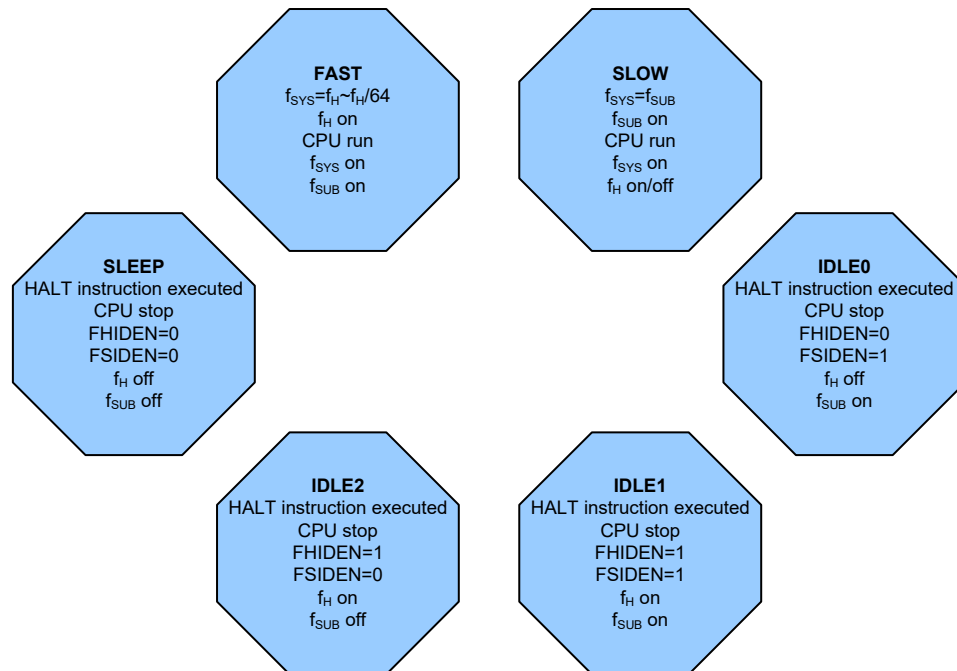 FAST
fSYS=fH~fH/64
fH on
CPU run
fSYS on
fSUB on
SLOW
fSYS=fSUB
fSUB on
CPU run
fSYS on
fH on/off
SLEEP
HALT instruction executed
CPU stop
FHIDEN=0
FSIDEN=0
fH off
fSUB off
IDLE0
HALT instruction executed
CPU stop
FHIDEN=0
FSIDEN=1
fH off
fSUB on
IDLE2
HALT instruction executed
CPU stop
FHIDEN=1
FSIDEN=0
fH on
fSUB off
IDLE1
HALT instruction executed
CPU stop
FHIDEN=1
FSIDEN=1
fH on
fSUB on